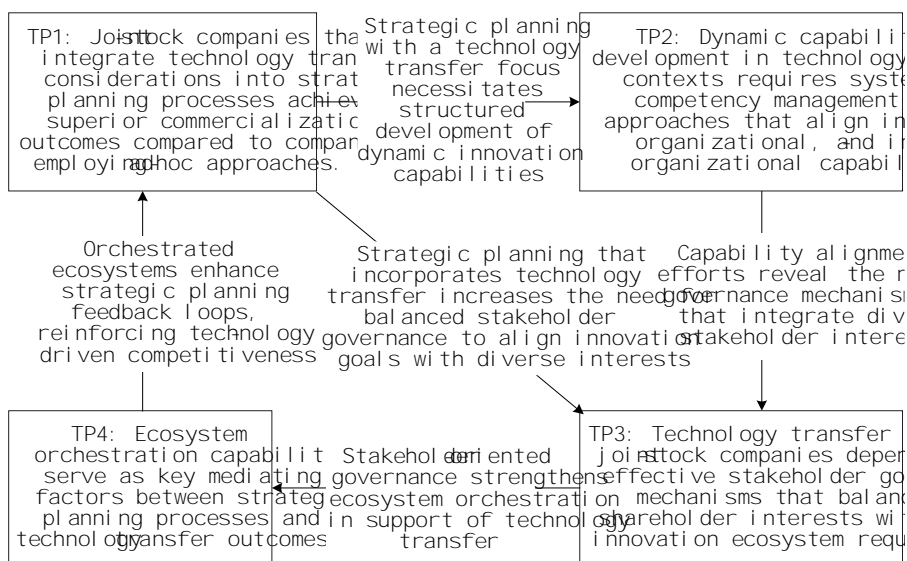 TP1: Joint-stock companies tha
integrate technology tran
considerations into strat
planning processes achiev
superior commercializatio
outcomes compared to compan
employing ad-hoc approaches.
Strategic planning
with a technology
transfer focus
necessitates
structured
development of
dynamic innovation
capabilities
TP2: Dynamic capabilit
development in technology
contexts requires syst
competency management
approaches that align in
organizational, and in
organizational capabil
Orchestrated
ecosystems enhance
strategic planning
feedback loops,
reinforcing technology-
driven competitiveness
Strategic planning that
incorporates technology
transfer increases the need for
balanced stakeholder
governance to align innovation
goals with diverse interests
Capability alignme
efforts reveal the n
governance mechanism
that integrate div
stakeholder intere
TP4: Ecosystem
orchestration capabilit
serve as key mediating
factors between strateg
planning processes and
technology transfer outcomes
Stakeholder-oriented
governance strengthens
ecosystem orchestration
in support of technology
transfer
TP3: Technology transfer
joint-stock companies depen
effective stakeholder go
mechanisms that balanc
shareholder interests wi
innovation ecosystem requ